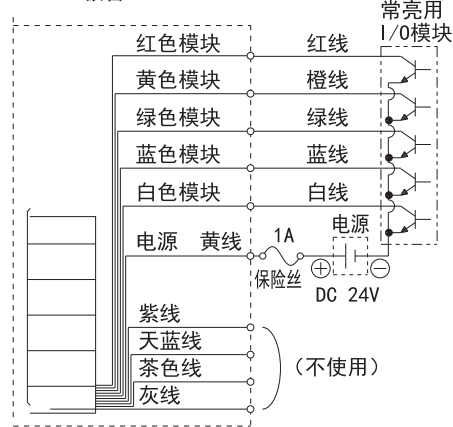 常亮用
I/O模块
红色模块 红线
黄色模块 橙线
绿色模块 绿线
蓝色模块 蓝线
白色模块 白线
电源 黄线 1A 电源
保险丝 + −
DC 24V
紫线
天蓝线
茶色线
灰线
(不使用)